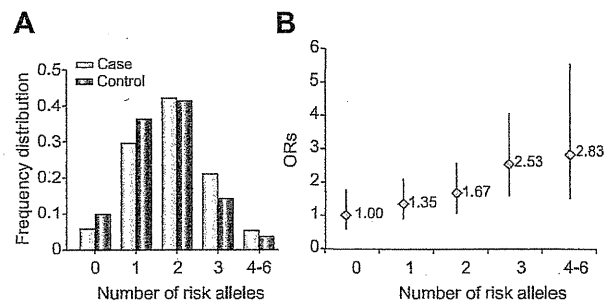 A
Case
Control
Frequency distribution
0.5
0.4
0.3
0.2
0.1
0
0 1 2 3 4-6
Number of risk alleles
B
ORs
6
5
4
3
2
1
0
1.00
1.35
1.67
2.53
2.83
0 1 2 3 4-6
Number of risk alleles